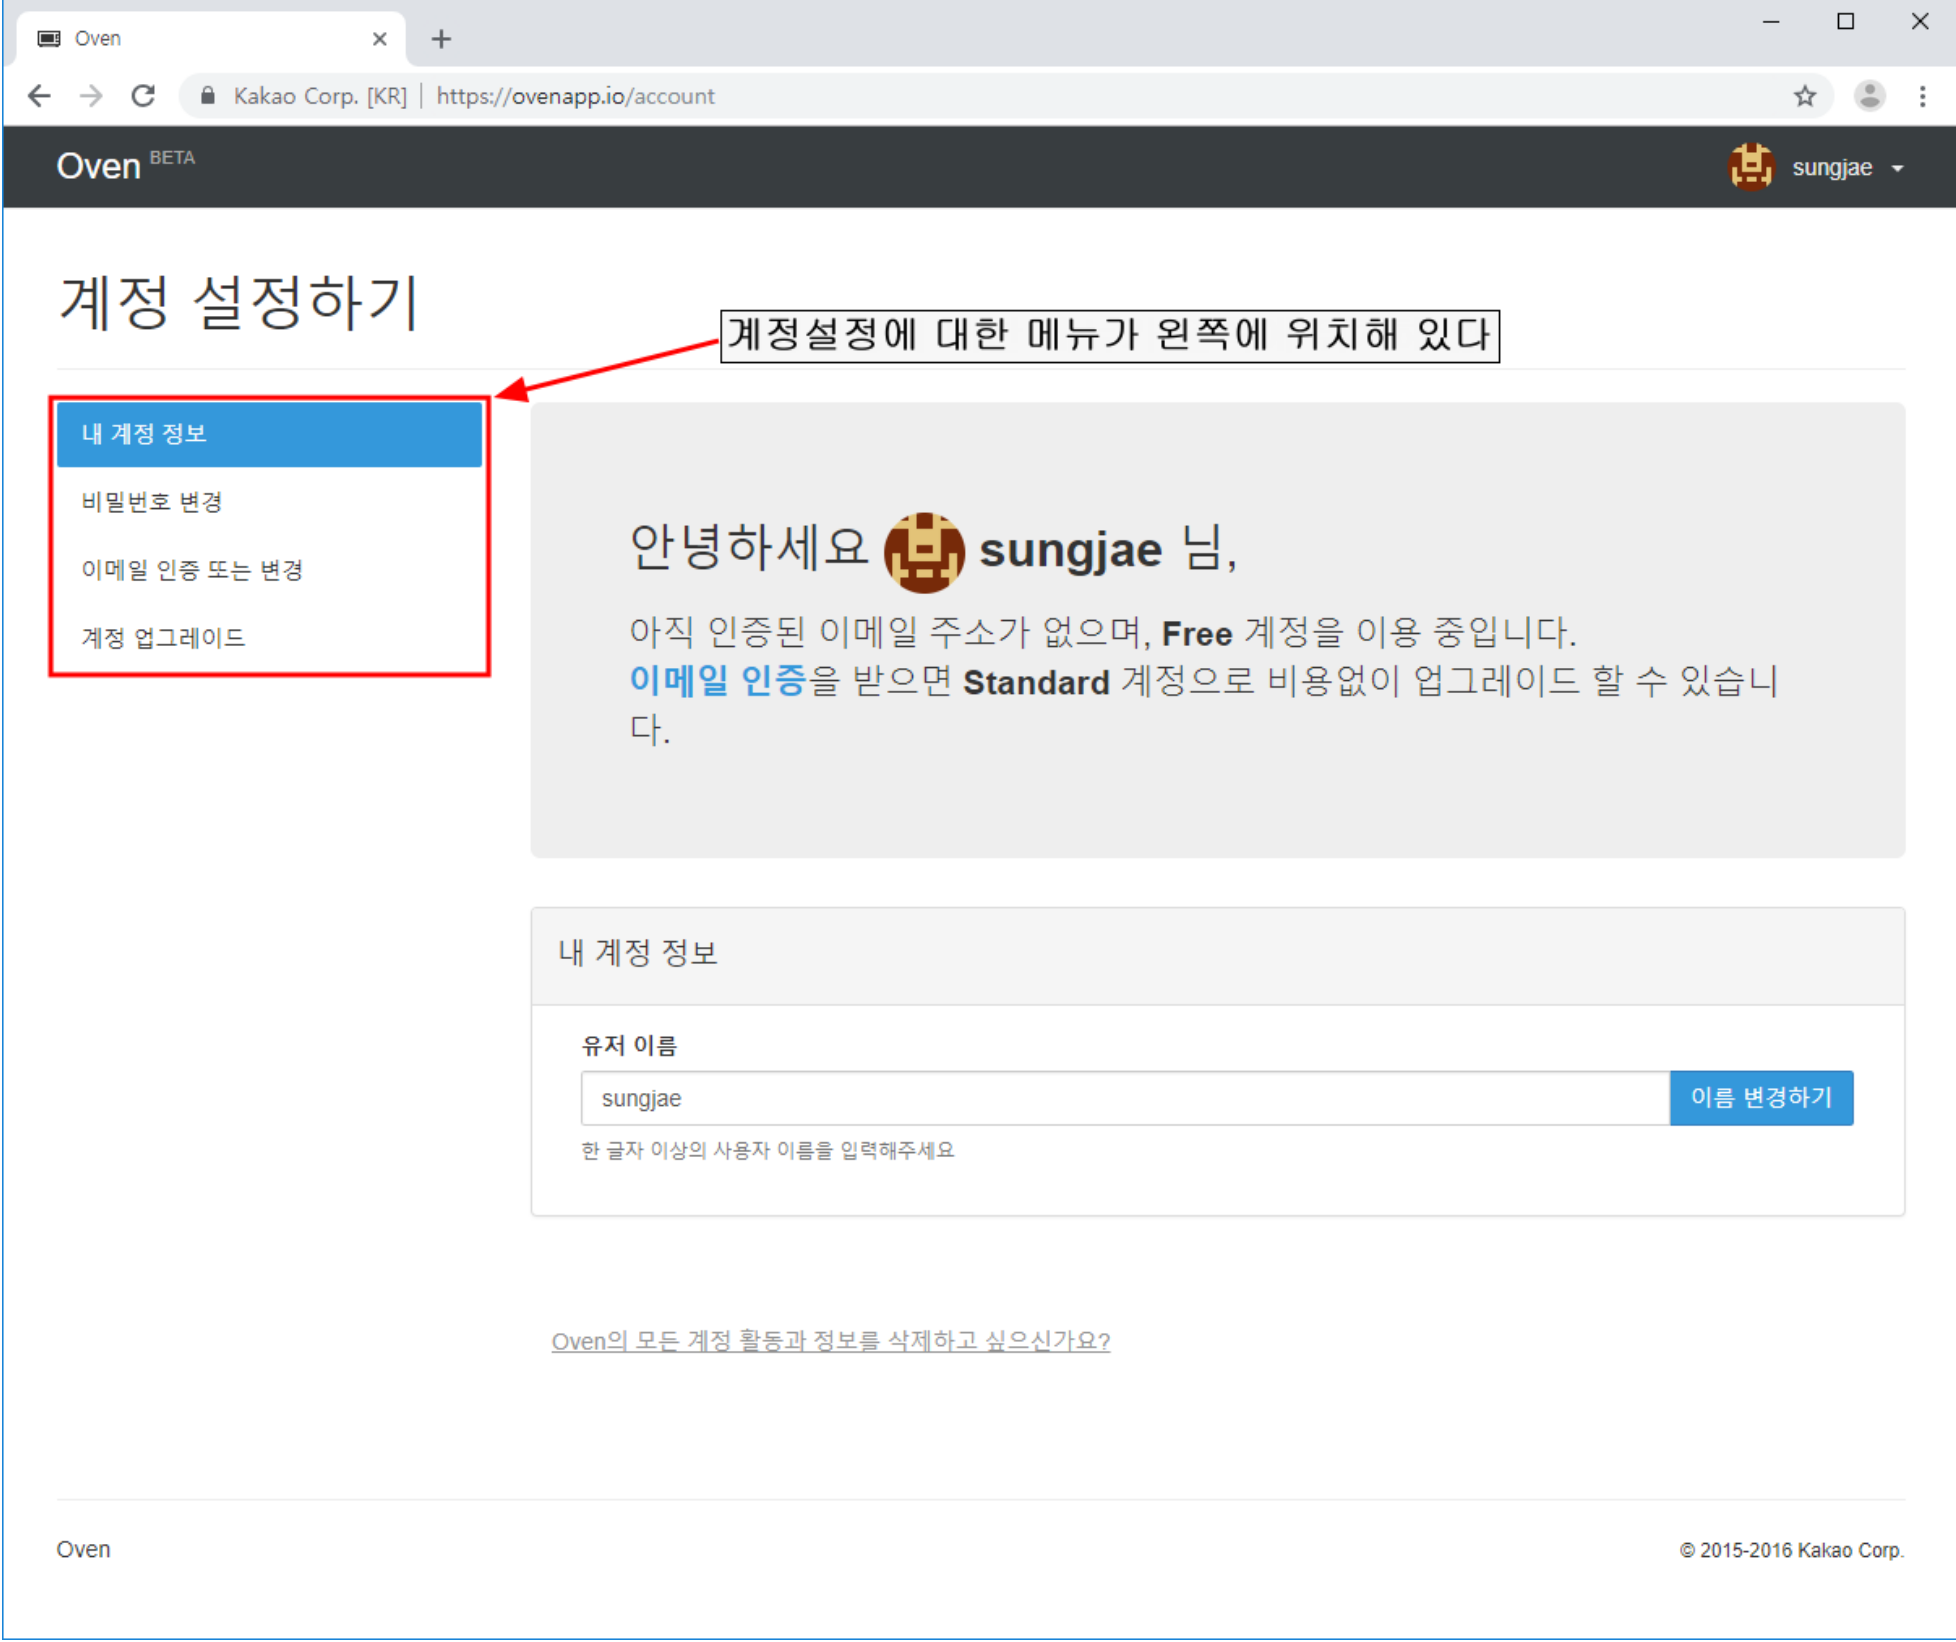 Oven
Kakao Corp. [KR] | https://ovenapp.io/account
Oven BETA
sungjae
계정 설정하기
계정설정에 대한 메뉴가 왼쪽에 위치해 있다
내 계정 정보
비밀번호 변경
이메일 인증 또는 변경
계정 업그레이드
안녕하세요 sungjae 님,
아직 인증된 이메일 주소가 없으며, Free 계정을 이용 중입니다.
이메일 인증을 받으면 Standard 계정으로 비용없이 업그레이드 할 수 있습니
다.
내 계정 정보
유저 이름
sungjae
이름 변경하기
한 글자 이상의 사용자 이름을 입력해주세요
Oven의 모든 계정 활동과 정보를 삭제하고 싶으신가요?
Oven
© 2015-2016 Kakao Corp.